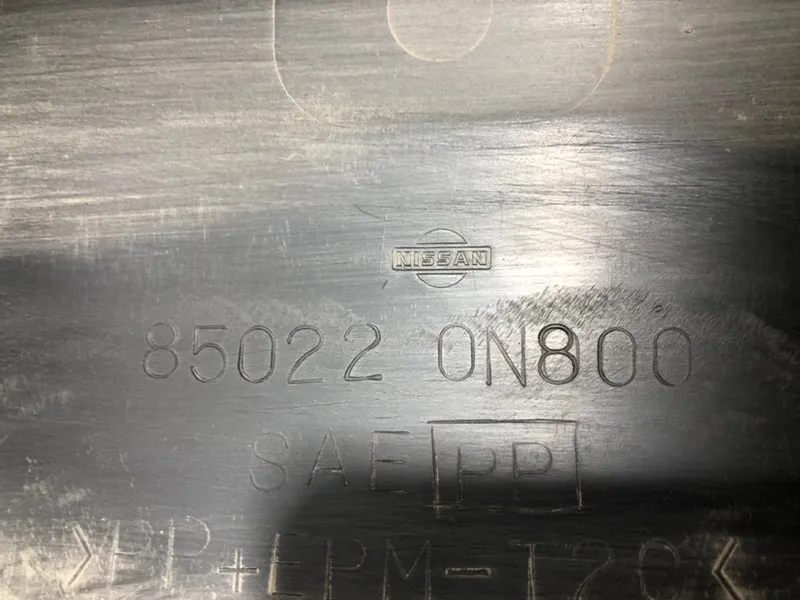 NISSAN
85022 0N800
SAE PP
>PP+EPM-T20<